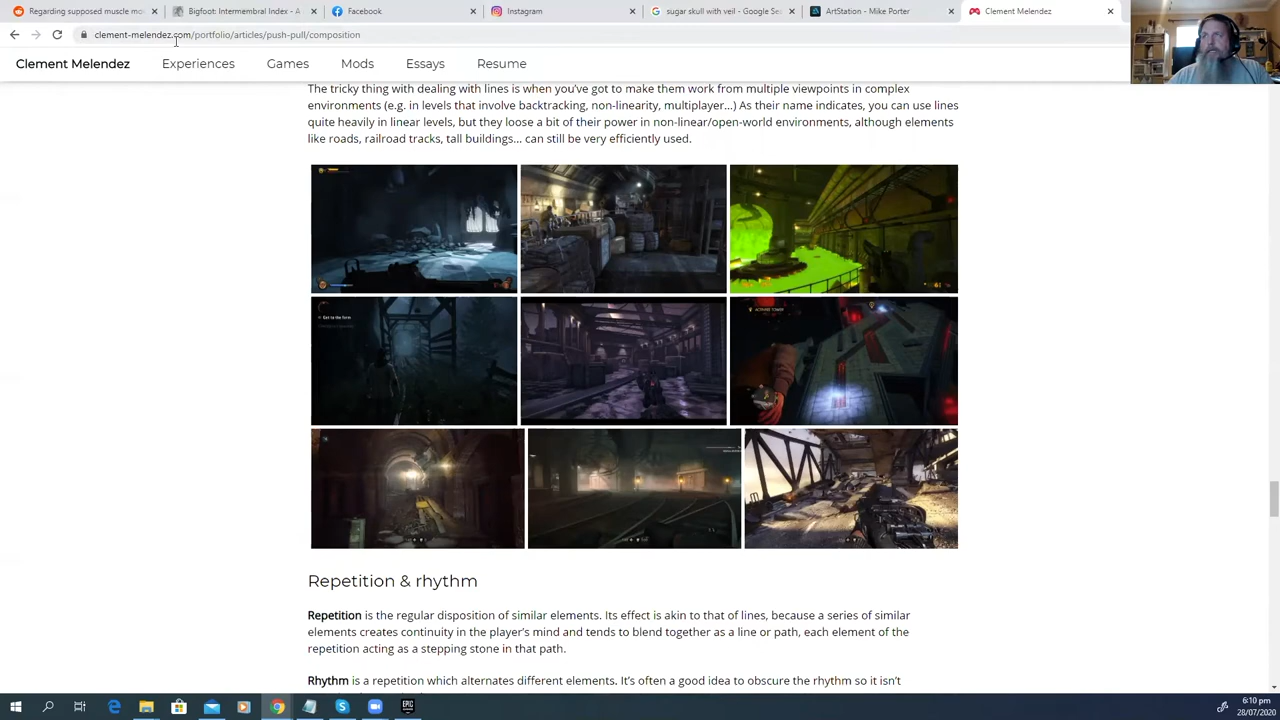 Regarding supposed muscle mo
Bigfoot: Intermembral Index - A
Facebook
Instagram
sugar skull with veil - Google Se
ArtStation - Mike Porter
Clement Melendez
clement-melendez.com/portfolio/articles/push-pull/composition
Clement Melendez
Experiences
Games
Mods
Essays
Resume
The tricky thing with dealing with lines is when you've got to make them work from multiple viewpoints in complex
environments (e.g. in levels that involve backtracking, non-linearity, multiplayer...) As their name indicates, you can use lines
quite heavily in linear levels, but they loose a bit of their power in non-linear/open-world environments, although elements
like roads, railroad tracks, tall buildings... can still be very efficiently used.
Get to the farm
ACTIVATE TOWER
Repetition & rhythm
Repetition is the regular disposition of similar elements. Its effect is akin to that of lines, because a series of similar
elements creates continuity in the player's mind and tends to blend together as a line or path, each element of the
repetition acting as a stepping stone in that path.
Rhythm is a repetition which alternates different elements. It's often a good idea to obscure the rhythm so it isn't
EPIC
6:10 pm
28/07/2020